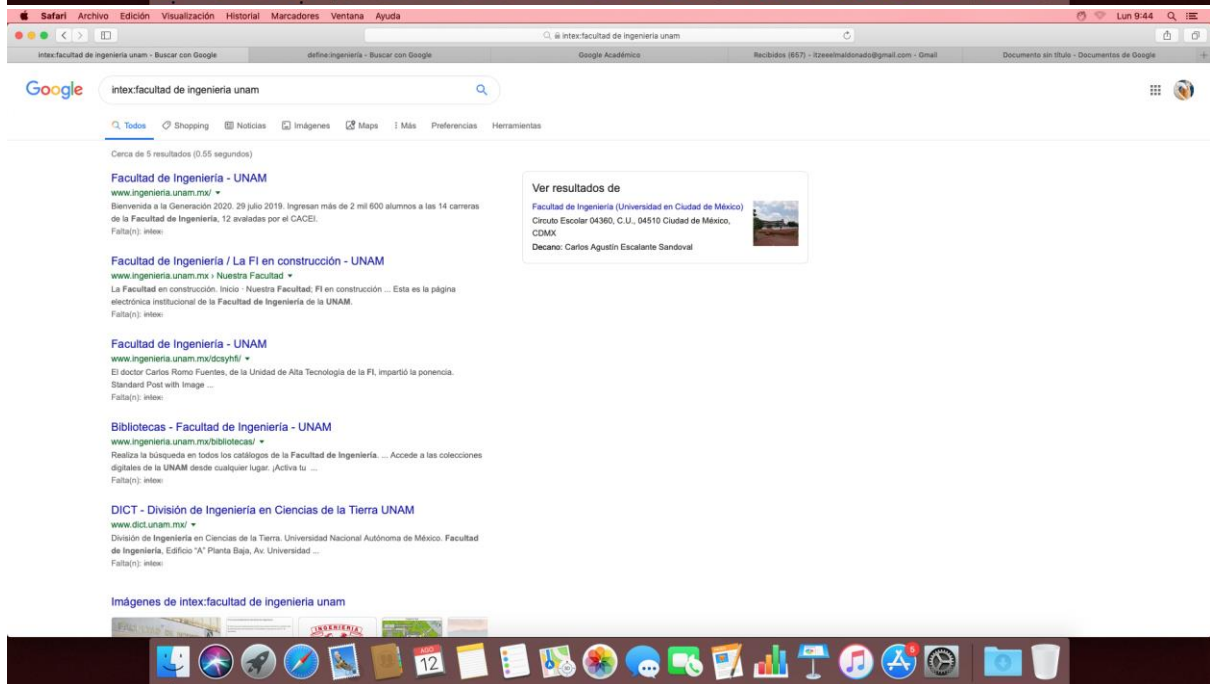 Safari Archivo Edición Visualización Historial Marcadores Ventana Ayuda
Lun 9:44
intex:facultad de ingenieria unam
intex:facultad de ingenieria unam - Buscar con Google
define:ingeniería - Buscar con Google
Google Académico
Recibidos (657) - itzeeelmaldonado@gmail.com - Gmail
Documento sin título - Documentos de Google
Google
intex:facultad de ingenieria unam
Todos Shopping Noticias Imágenes Maps Más Preferencias Herramientas
Cerca de 5 resultados (0.55 segundos)
Facultad de Ingeniería - UNAM
www.ingenieria.unam.mx/
Bienvenida a la Generación 2020. 29 julio 2019. Ingresan más de 2 mil 600 alumnos a las 14 carreras
de la Facultad de Ingeniería, 12 avaladas por el CACEI.
Falta(n): intex:
Facultad de Ingeniería / La FI en construcción - UNAM
www.ingenieria.unam.mx › Nuestra Facultad
La Facultad en construcción. Inicio · Nuestra Facultad; FI en construcción ... Esta es la página
electrónica institucional de la Facultad de Ingeniería de la UNAM.
Falta(n): intex:
Facultad de Ingeniería - UNAM
www.ingenieria.unam.mx/dcsyhfi/
El doctor Carlos Romo Fuentes, de la Unidad de Alta Tecnología de la FI, impartió la ponencia.
Standard Post with Image ...
Falta(n): intex:
Bibliotecas - Facultad de Ingeniería - UNAM
www.ingenieria.unam.mx/bibliotecas/
Realiza la búsqueda en todos los catálogos de la Facultad de Ingeniería. ... Accede a las colecciones
digitales de la UNAM desde cualquier lugar. ¡Activa tu ...
Falta(n): intex:
DICT - División de Ingeniería en Ciencias de la Tierra UNAM
www.dict.unam.mx/
División de Ingeniería en Ciencias de la Tierra. Universidad Nacional Autónoma de México. Facultad
de Ingeniería, Edificio "A" Planta Baja, Av. Universidad ...
Falta(n): intex:
Imágenes de intex:facultad de ingenieria unam
Ver resultados de
Facultad de Ingeniería (Universidad en Ciudad de México)
Circuto Escolar 04360, C.U., 04510 Ciudad de México,
CDMX
Decano: Carlos Agustín Escalante Sandoval
INGENIERIA
AGO
12
5